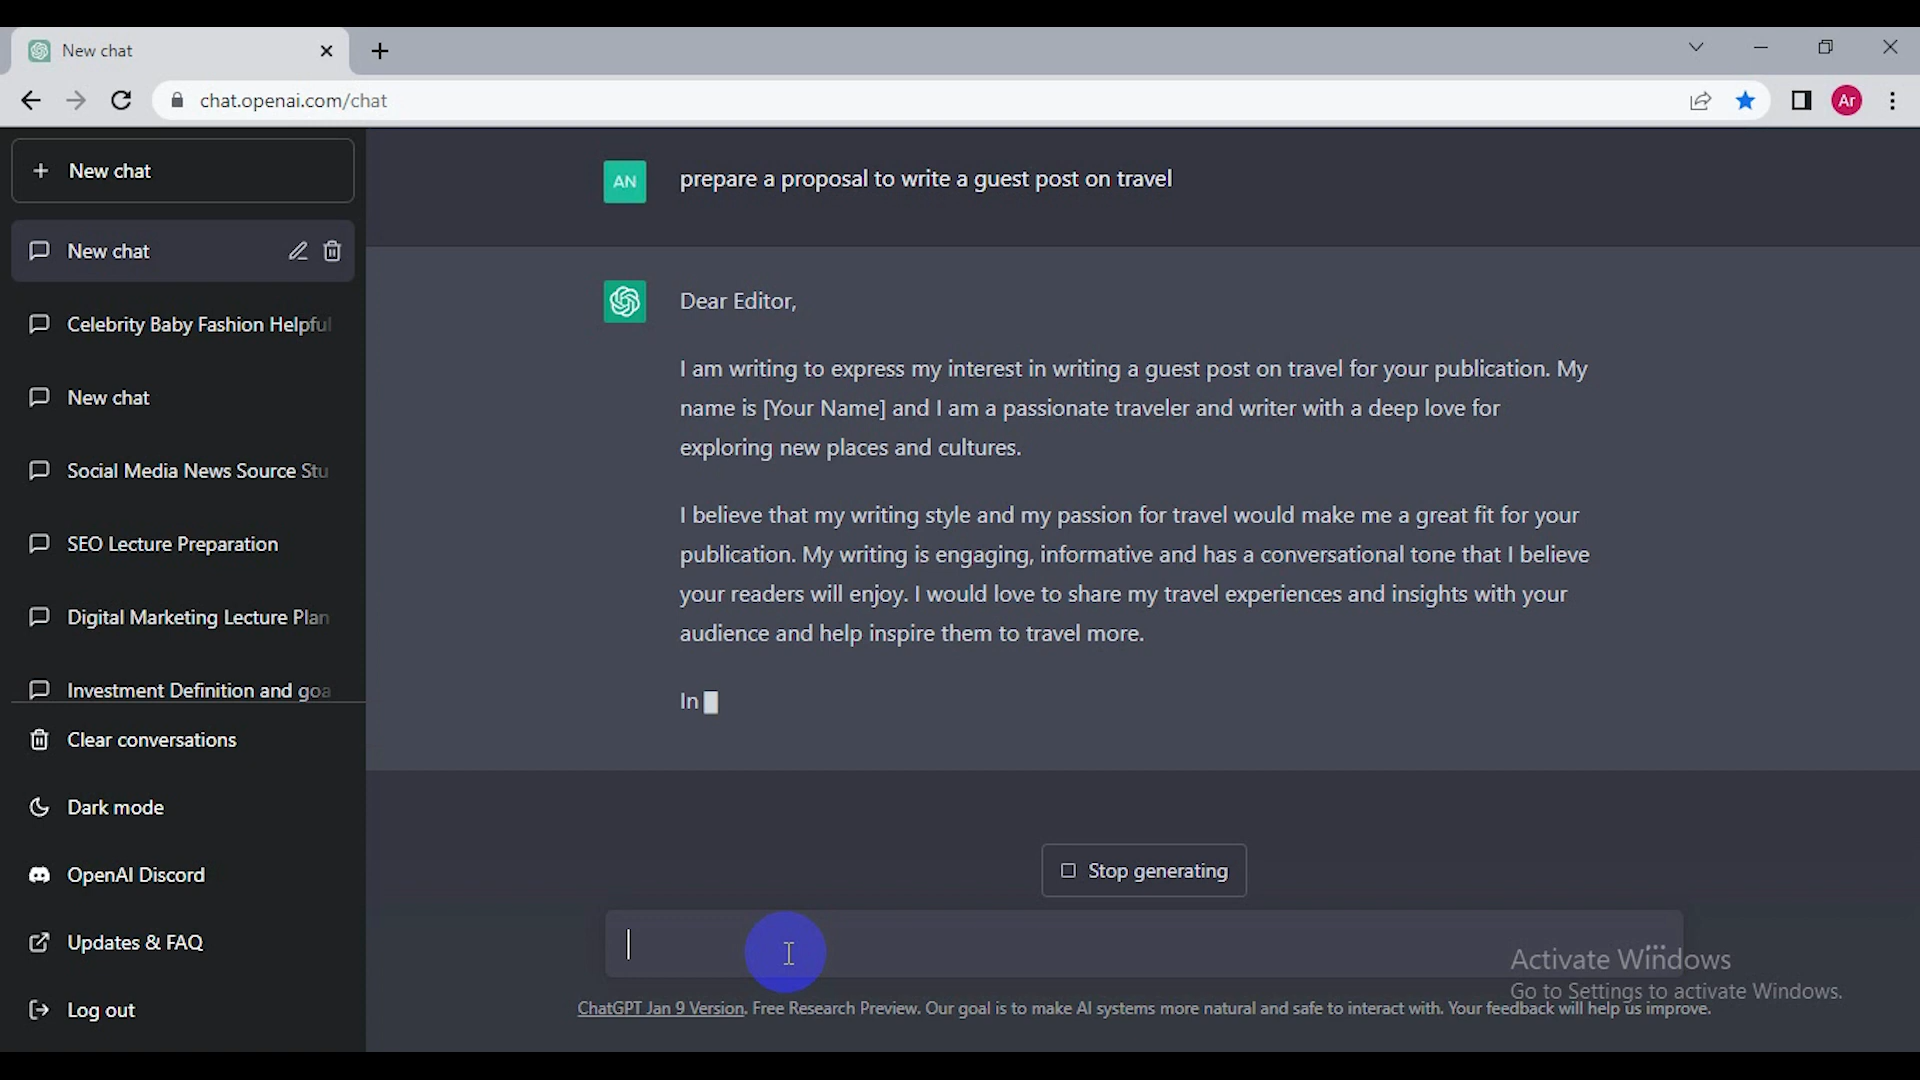 New chat
chat.openai.com/chat
Ar
New chat
New chat
Celebrity Baby Fashion Helpful
New chat
Social Media News Source Stu
SEO Lecture Preparation
Digital Marketing Lecture Plan
Investment Definition and goa
Clear conversations
Dark mode
OpenAI Discord
Updates & FAQ
Log out
AN
prepare a proposal to write a guest post on travel
Dear Editor,
I am writing to express my interest in writing a guest post on travel for your publication. My
name is [Your Name] and I am a passionate traveler and writer with a deep love for
exploring new places and cultures.
I believe that my writing style and my passion for travel would make me a great fit for your
publication. My writing is engaging, informative and has a conversational tone that I believe
your readers will enjoy. I would love to share my travel experiences and insights with your
audience and help inspire them to travel more.
In
Stop generating
Activate Windows
Go to Settings to activate Windows.
ChatGPT Jan 9 Version. Free Research Preview. Our goal is to make AI systems more natural and safe to interact with. Your feedback will help us improve.